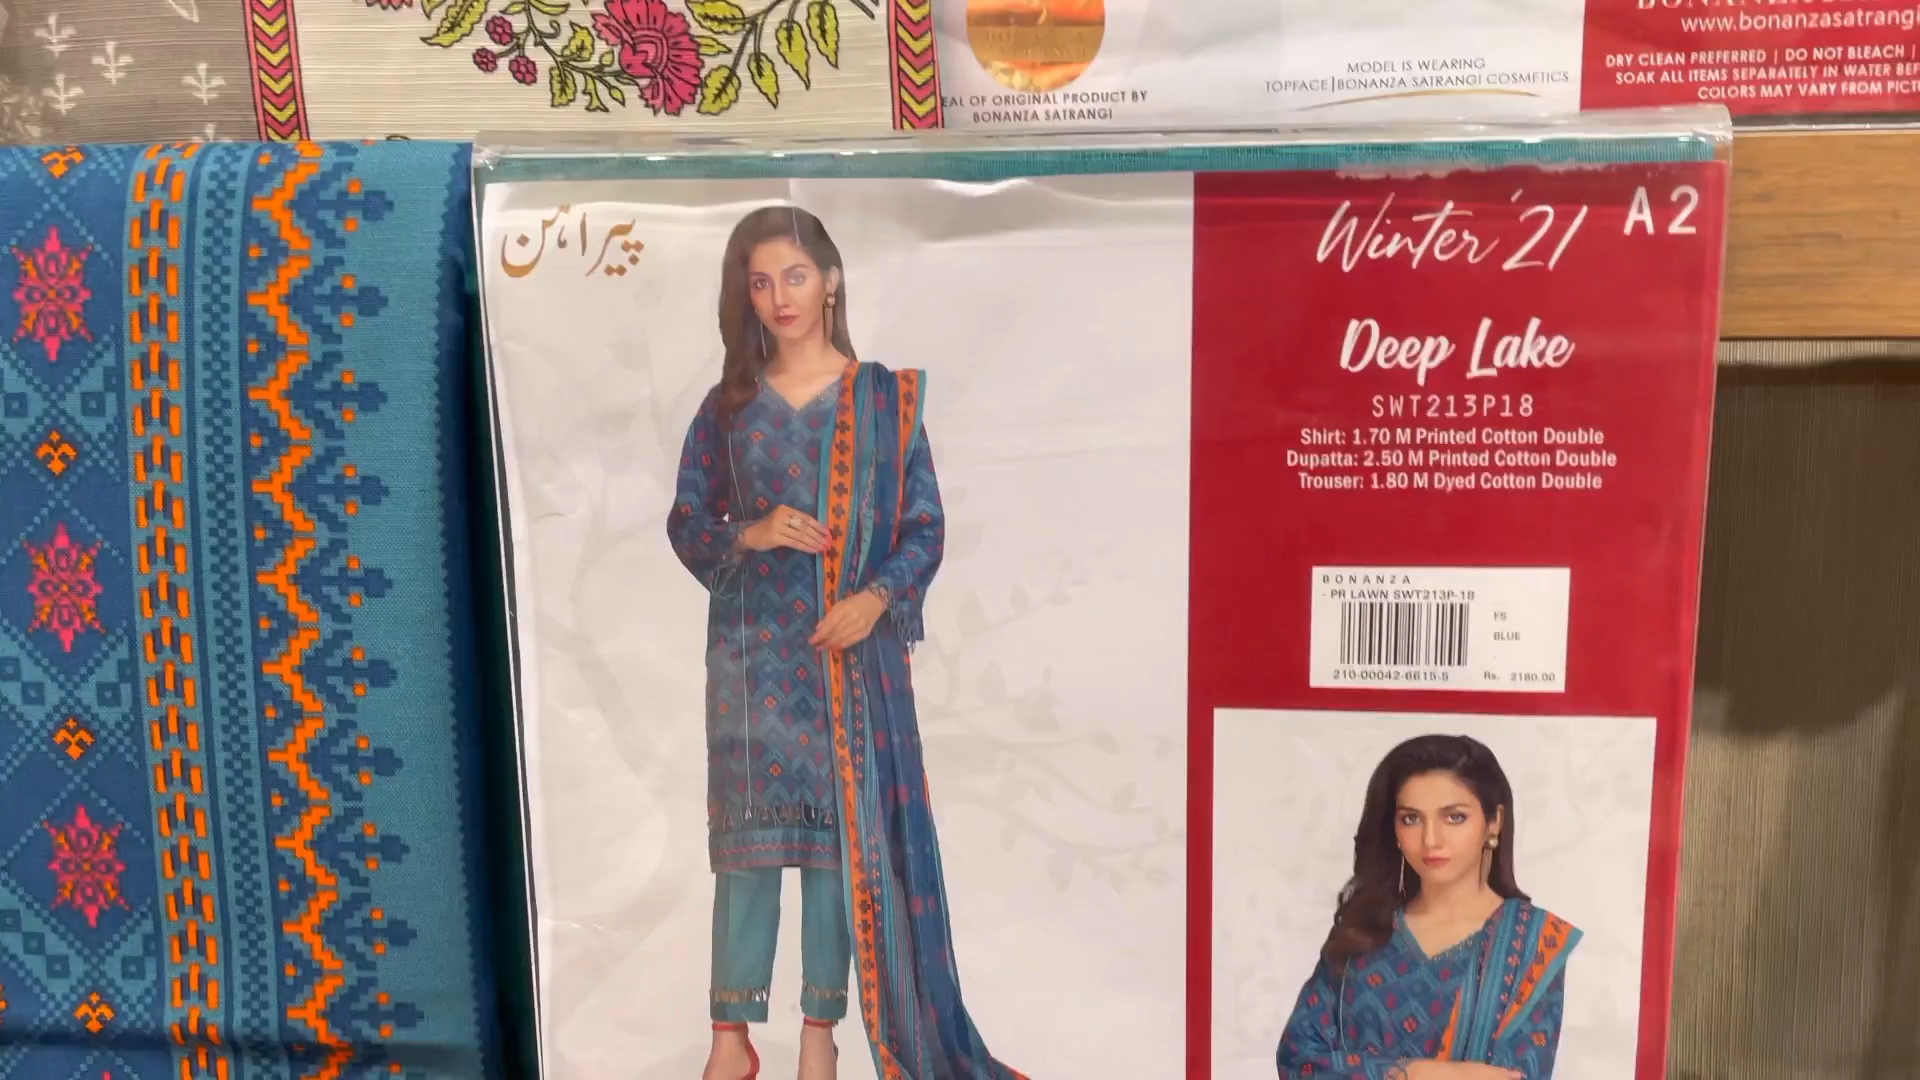 EAL OF ORIGINAL PRODUCT BY
BONANZA SATRANGI
MODEL IS WEARING
TOPFACE|BONANZA SATRANGI COSMETICS
www.bonanzasatrangi
DRY CLEAN PREFERRED | DO NOT BLEACH |
SOAK ALL ITEMS SEPARATELY IN WATER BEF
COLORS MAY VARY FROM PICT
پیراہن
Winter '21
A2
Deep Lake
SWT213P18
Shirt: 1.70 M Printed Cotton Double
Dupatta: 2.50 M Printed Cotton Double
Trouser: 1.80 M Dyed Cotton Double
BONANZA
- PR LAWN SWT213P-18
FS
BLUE
210-00042-6615-5 Rs. 2180.00